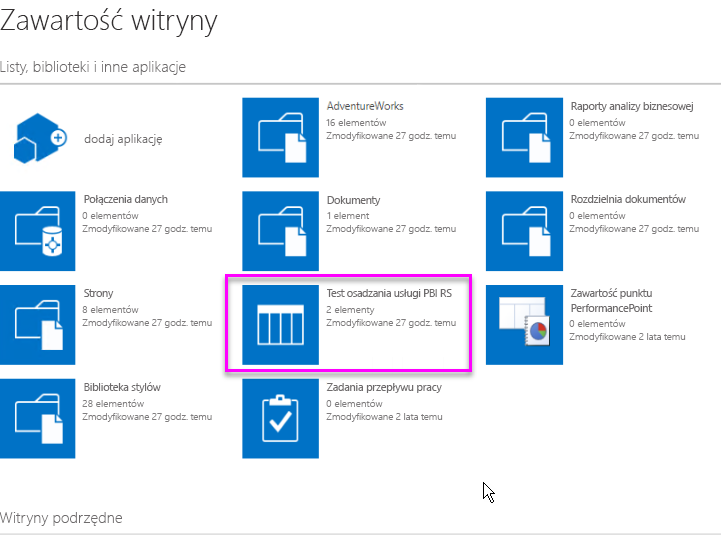 Zawartość witryny
Listy, biblioteki i inne aplikacje
dodaj aplikację
AdventureWorks
16 elementów
Zmodyfikowane 27 godz. temu
Raporty analizy biznesowej
0 elementów
Zmodyfikowane 27 godz. temu
Połączenia danych
0 elementów
Zmodyfikowane 27 godz. temu
Dokumenty
1 element
Zmodyfikowane 27 godz. temu
Rozdzielnia dokumentów
0 elementów
Zmodyfikowane 27 godz. temu
Strony
8 elementów
Zmodyfikowane 27 godz. temu
Test osadzania usługi PBI RS
2 elementy
Zmodyfikowane 27 godz. temu
Zawartość punktu
PerformancePoint
0 elementów
Zmodyfikowane 2 lata temu
Biblioteka stylów
28 elementów
Zmodyfikowane 27 godz. temu
Zadania przepływu pracy
0 elementów
Zmodyfikowane 2 lata temu
Witryny podrzędne